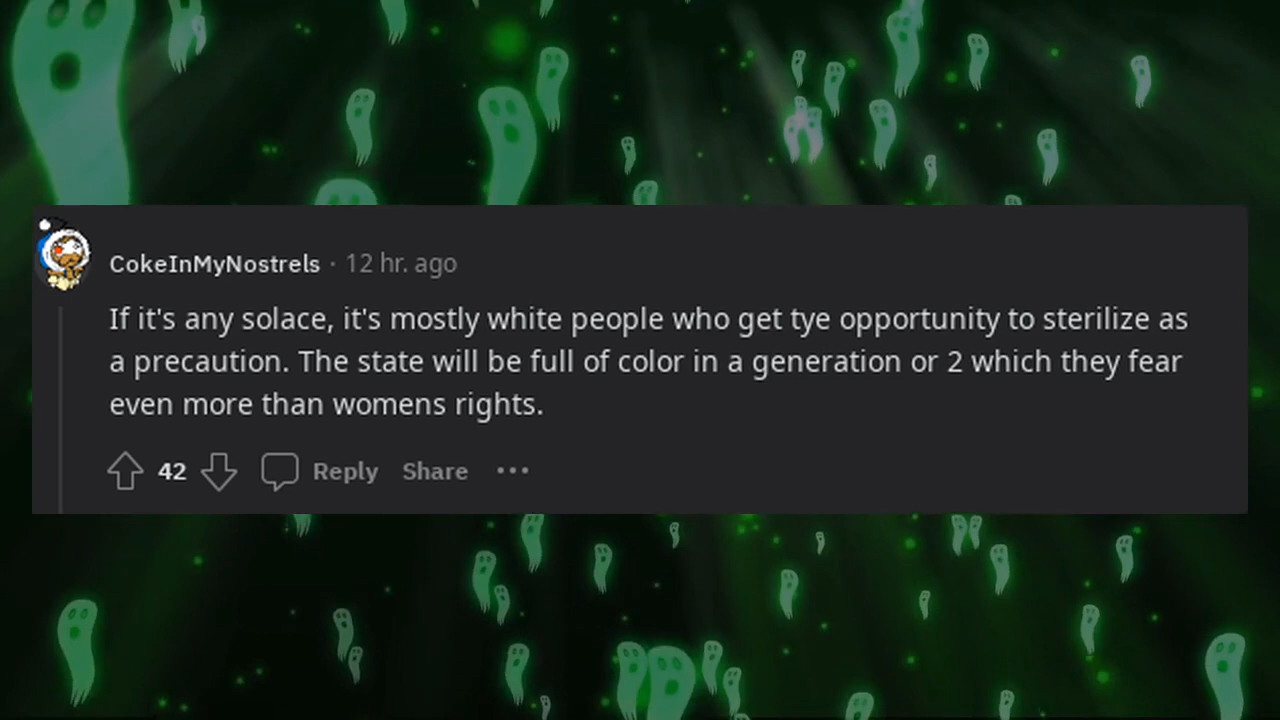 CokeInMyNostrels · 12 hr. ago
If it's any solace, it's mostly white people who get tye opportunity to sterilize as
a precaution. The state will be full of color in a generation or 2 which they fear
even more than womens rights.
42 Reply Share ···